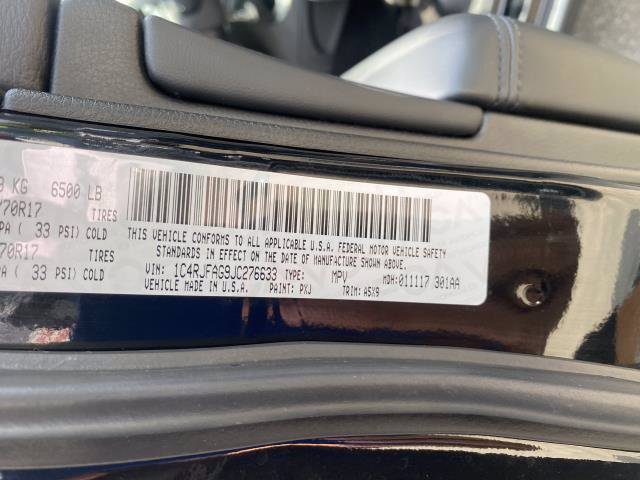 KG 6500 LB
70R17 TIRES
PA ( 33 PSI) COLD
70R17 TIRES
PA ( 33 PSI) COLD
THIS VEHICLE CONFORMS TO ALL APPLICABLE U.S.A. FEDERAL MOTOR VEHICLE SAFETY
STANDARDS IN EFFECT ON THE DATE OF MANUFACTURE SHOWN ABOVE.
VIN: 1C4RJFAG9JC276633 TYPE: MPV MDH: 011117 301AA
VEHICLE MADE IN U.S.A. PAINT: PXJ TRIM: A5X9